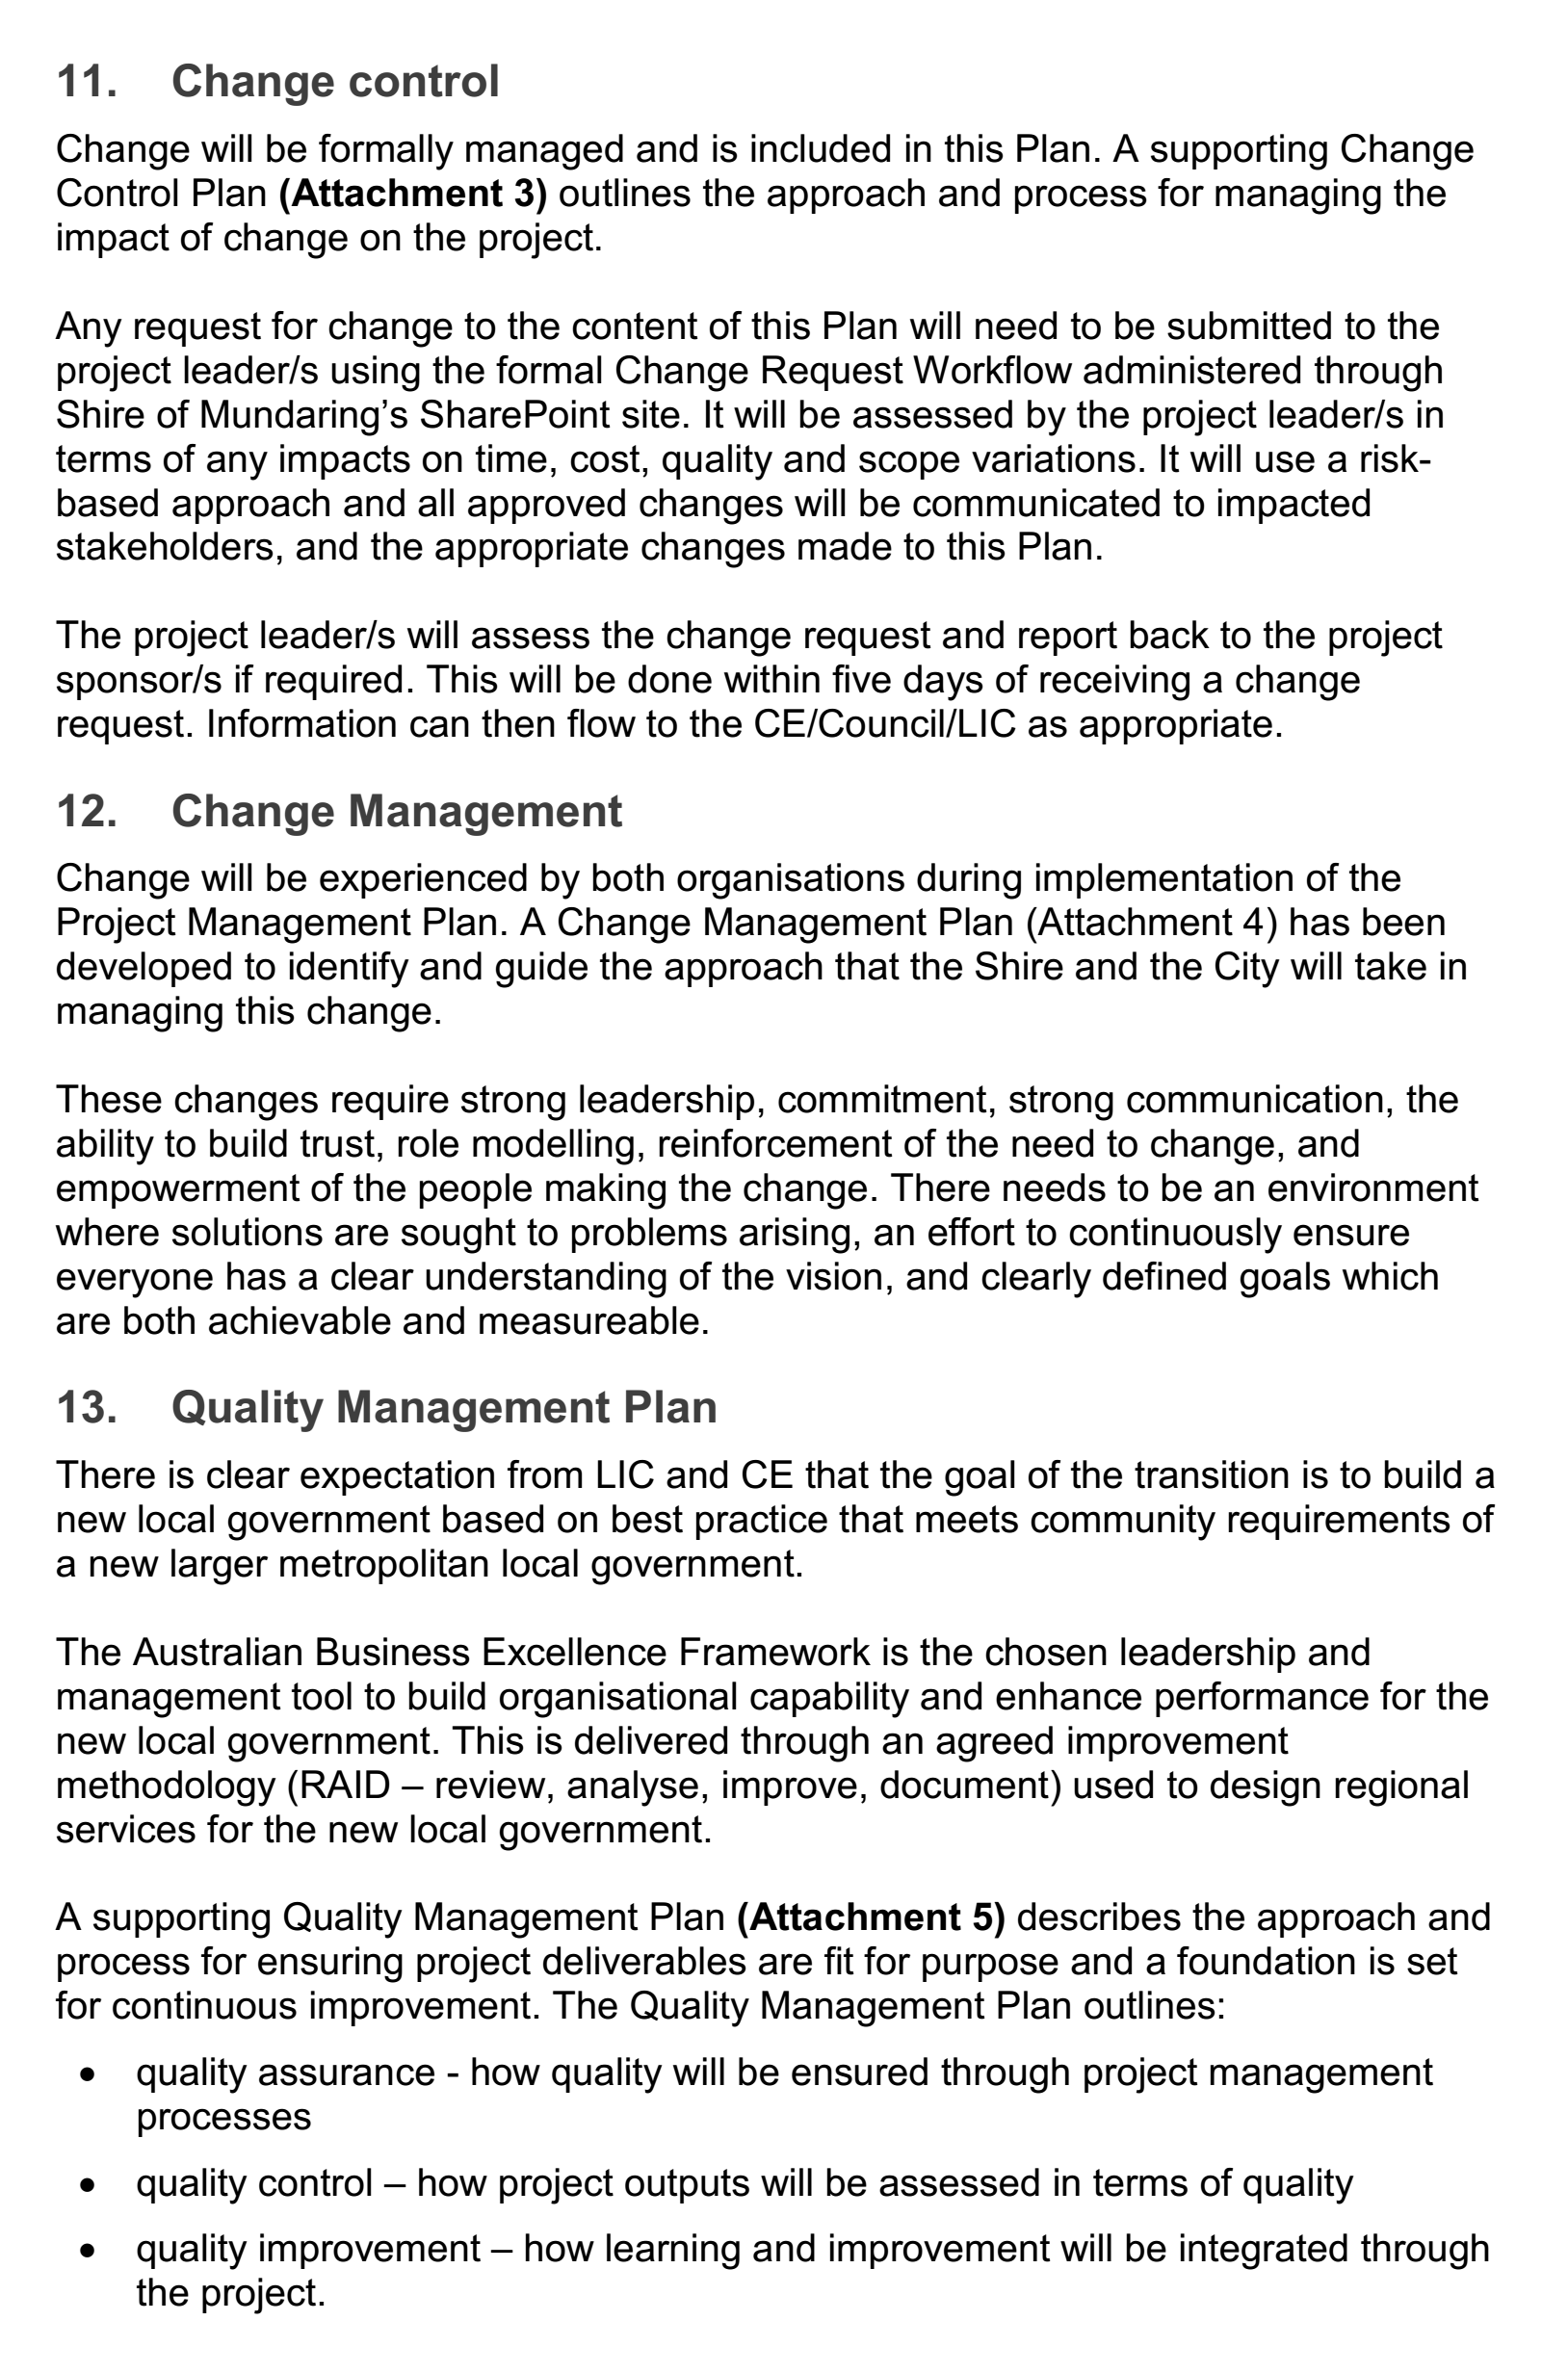 11. Change control
Change will be formally managed and is included in this Plan. A supporting Change
Control Plan (Attachment 3) outlines the approach and process for managing the
impact of change on the project.
Any request for change to the content of this Plan will need to be submitted to the
project leader/s using the formal Change Request Workflow administered through
Shire of Mundaring’s SharePoint site. It will be assessed by the project leader/s in
terms of any impacts on time, cost, quality and scope variations. It will use a risk-
based approach and all approved changes will be communicated to impacted
stakeholders, and the appropriate changes made to this Plan.
The project leader/s will assess the change request and report back to the project
sponsor/s if required. This will be done within five days of receiving a change
request. Information can then flow to the CE/Council/LIC as appropriate.
12. Change Management
Change will be experienced by both organisations during implementation of the
Project Management Plan. A Change Management Plan (Attachment 4) has been
developed to identify and guide the approach that the Shire and the City will take in
managing this change.
These changes require strong leadership, commitment, strong communication, the
ability to build trust, role modelling, reinforcement of the need to change, and
empowerment of the people making the change. There needs to be an environment
where solutions are sought to problems arising, an effort to continuously ensure
everyone has a clear understanding of the vision, and clearly defined goals which
are both achievable and measureable.
13. Quality Management Plan
There is clear expectation from LIC and CE that the goal of the transition is to build a
new local government based on best practice that meets community requirements of
a new larger metropolitan local government.
The Australian Business Excellence Framework is the chosen leadership and
management tool to build organisational capability and enhance performance for the
new local government. This is delivered through an agreed improvement
methodology (RAID – review, analyse, improve, document) used to design regional
services for the new local government.
A supporting Quality Management Plan (Attachment 5) describes the approach and
process for ensuring project deliverables are fit for purpose and a foundation is set
for continuous improvement. The Quality Management Plan outlines:
• quality assurance - how quality will be ensured through project management
processes
• quality control – how project outputs will be assessed in terms of quality
• quality improvement – how learning and improvement will be integrated through
the project.